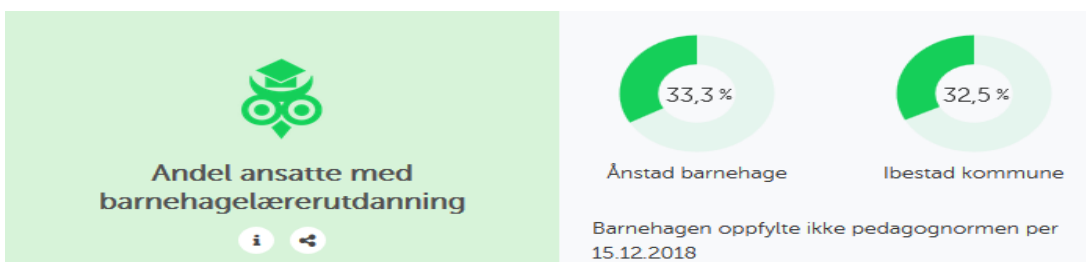 Andel ansatte med
barnehagelærerutdanning
i
33,3 %
32,5 %
Ånstad barnehage
Ibestad kommune
Barnehagen oppfylte ikke pedagognormen per
15.12.2018